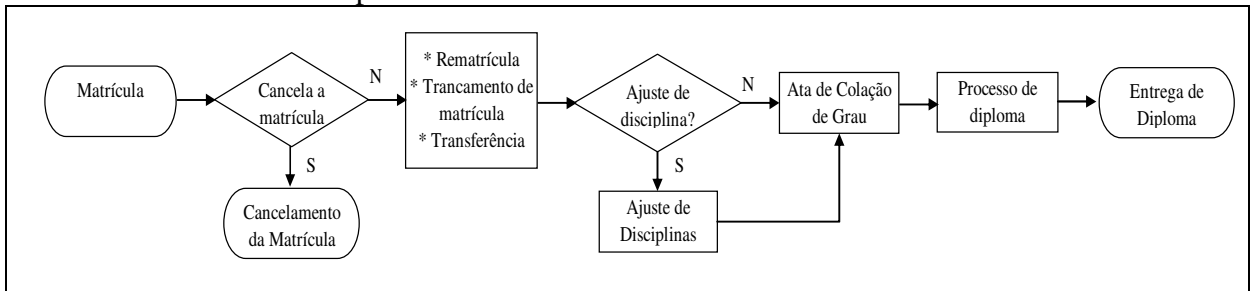 Matrícula
Cancela a
matrícula
N
S
Cancelamento
da Matrícula
* Rematrícula
* Trancamento de
matrícula
* Transferência
Ajuste de
disciplina?
N
S
Ajuste de
Disciplinas
Ata de Colação
de Grau
Processo de
diploma
Entrega de
Diploma